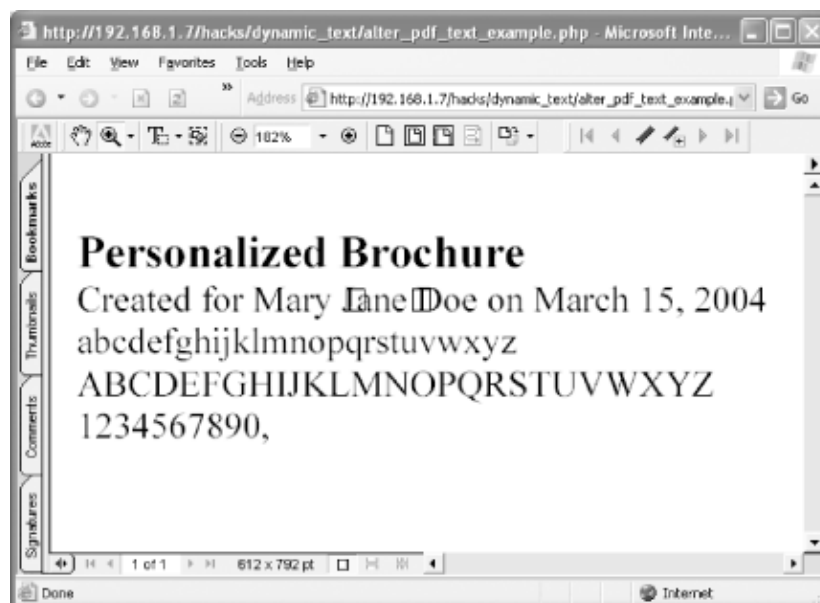 http://192.168.1.7/hacks/dynamic_text/alter_pdf_text_example.php - Microsoft Inte...
File Edit View Favorites Tools Help
» Address http://192.168.1.7/hacks/dynamic_text/alter_pdf_text_example.p Go
Adobe 182%
Bookmarks
Thumbnails
Comments
Signatures
Personalized Brochure
Created for Mary Jane Doe on March 15, 2004
abcdefghijklmnopqrstuvwxyz
ABCDEFGHIJKLMNOPQRSTUVWXYZ
1234567890,
1 of 1 612 x 792 pt
Done Internet